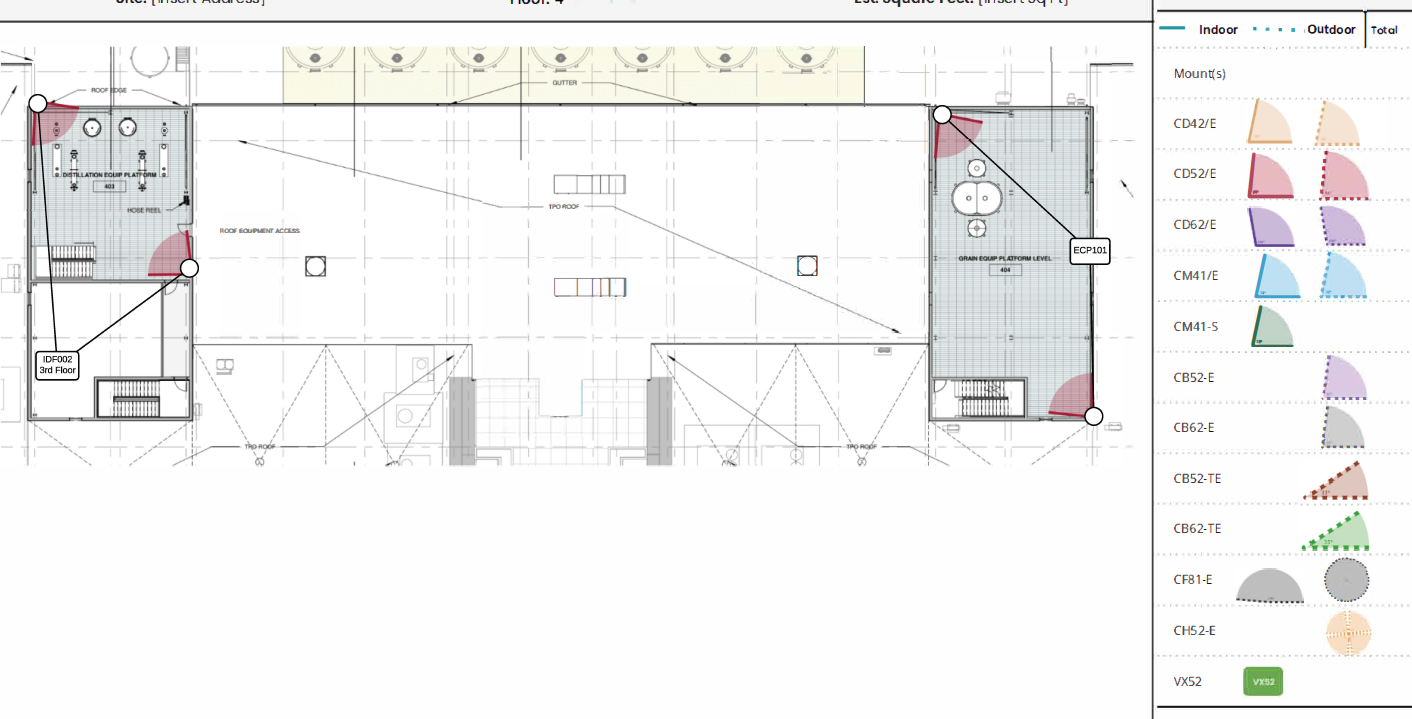 Site: [Insert Address]
Floor: 4
Est. Square Feet: [Insert Sq Ft]
Indoor
Outdoor
Total
Mount(s)
CD42/E
CD52/E
CD62/E
CM41/E
CM41-S
CB52-E
CB62-E
CB52-TE
CB62-TE
CF81-E
CH52-E
VX52
VX52
ROOF EDGE
GUTTER
DISTILLATION EQUIP PLATFORM
403
HOSE REEL
ROOF EQUIPMENT ACCESS
TPO ROOF
GRAIN EQUIP PLATFORM LEVEL
404
ECP101
IDF002
3rd Floor
TPO ROOF
TPO ROOF